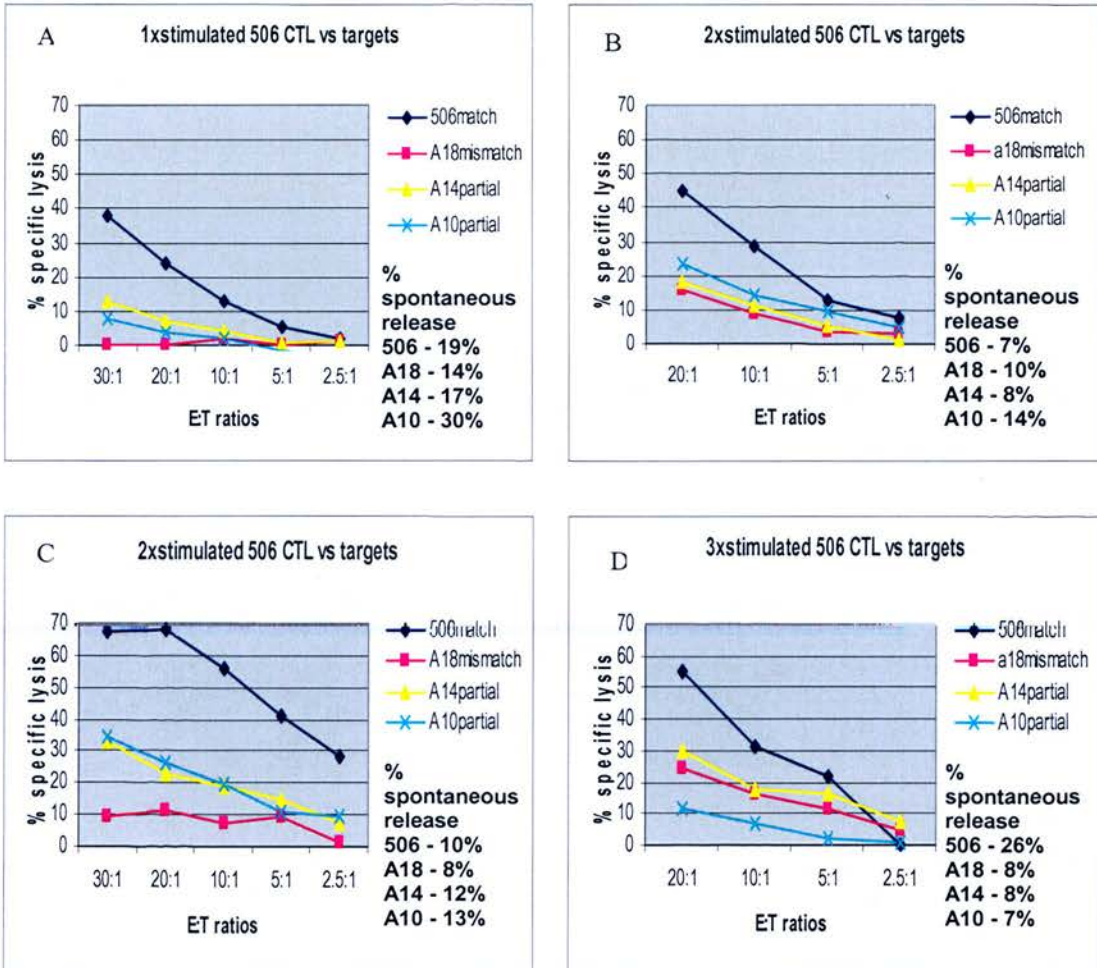 A
1xstimulated 506 CTL vs targets
% specific lysis
70
60
50
40
30
20
10
0
30:1 20:1 10:1 5:1 2.5:1
E:T ratios
506match
A18mismatch
A14partial
A10partial
%
spontaneous
release
506 - 19%
A18 - 14%
A14 - 17%
A10 - 30%
B
2xstimulated 506 CTL vs targets
% specific lysis
70
60
50
40
30
20
10
0
20:1 10:1 5:1 2.5:1
E:T ratios
506match
a18mismatch
A14partial
A10partial
%
spontaneous
release
506 - 7%
A18 - 10%
A14 - 8%
A10 - 14%
C
2xstimulated 506 CTL vs targets
% specific lysis
70
60
50
40
30
20
10
0
30:1 20:1 10:1 5:1 2.5:1
E:T ratios
506match
A18mismatch
A14partial
A10partial
%
spontaneous
release
506 - 10%
A18 - 8%
A14 - 12%
A10 - 13%
D
3xstimulated 506 CTL vs targets
% specific lysis
70
60
50
40
30
20
10
0
20:1 10:1 5:1 2.5:1
E:T ratios
506match
a18mismatch
A14partial
A10partial
%
spontaneous
release
506 - 26%
A18 - 8%
A14 - 8%
A10 - 7%